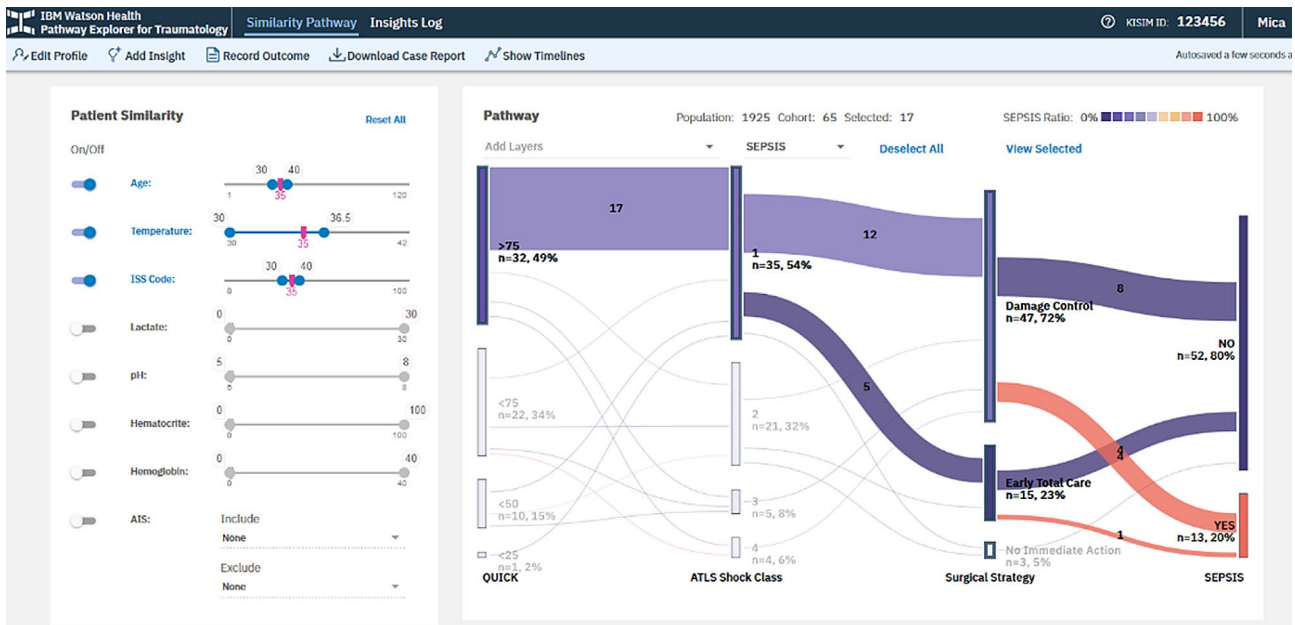 IBM Watson Health
Pathway Explorer for Traumatology
Similarity Pathway
Insights Log
KISIM ID: 123456
Mica
Edit Profile
Add Insight
Record Outcome
Download Case Report
Show Timelines
Autosaved a few seconds a
Patient Similarity
Reset All
On/Off
Age:
30 40
1 35 120
Temperature:
30 36.5
30 35 42
ISS Code:
30 40
0 35 100
Lactate:
0 30
0 30
pH:
5 8
5 8
Hematocrite:
0 100
0 100
Hemoglobin:
0 40
0 40
AIS:
Include
None
Exclude
None
Pathway
Population: 1925 Cohort: 65 Selected: 17
SEPSIS Ratio: 0% 100%
Add Layers
SEPSIS
Deselect All
View Selected
17
>75
n=32, 49%
<75
n=22, 34%
<50
n=10, 15%
<25
n=1, 2%
QUICK
12
1
n=35, 54%
5
2
n=21, 32%
3
n=5, 8%
4
n=4, 6%
ATLS Shock Class
8
Damage Control
n=47, 72%
4
4
Early Total Care
n=15, 23%
1
No Immediate Action
n=3, 5%
Surgical Strategy
NO
n=52, 80%
YES
n=13, 20%
SEPSIS